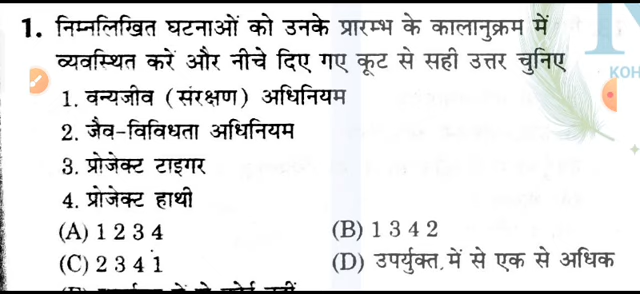 1. निम्नलिखित घटनाओं को उनके प्रारम्भ के कालानुक्रम में
व्यवस्थित करें और नीचे दिए गए कूट से सही उत्तर चुनिए
KOH
1. वन्यजीव (संरक्षण) अधिनियम
2. जैव-विविधता अधिनियम
3. प्रोजेक्ट टाइगर
4. प्रोजेक्ट हाथी
(A) 1 2 3 4 (B) 1 3 4 2
(C) 2 3 4 1 (D) उपर्युक्त में से एक से अधिक